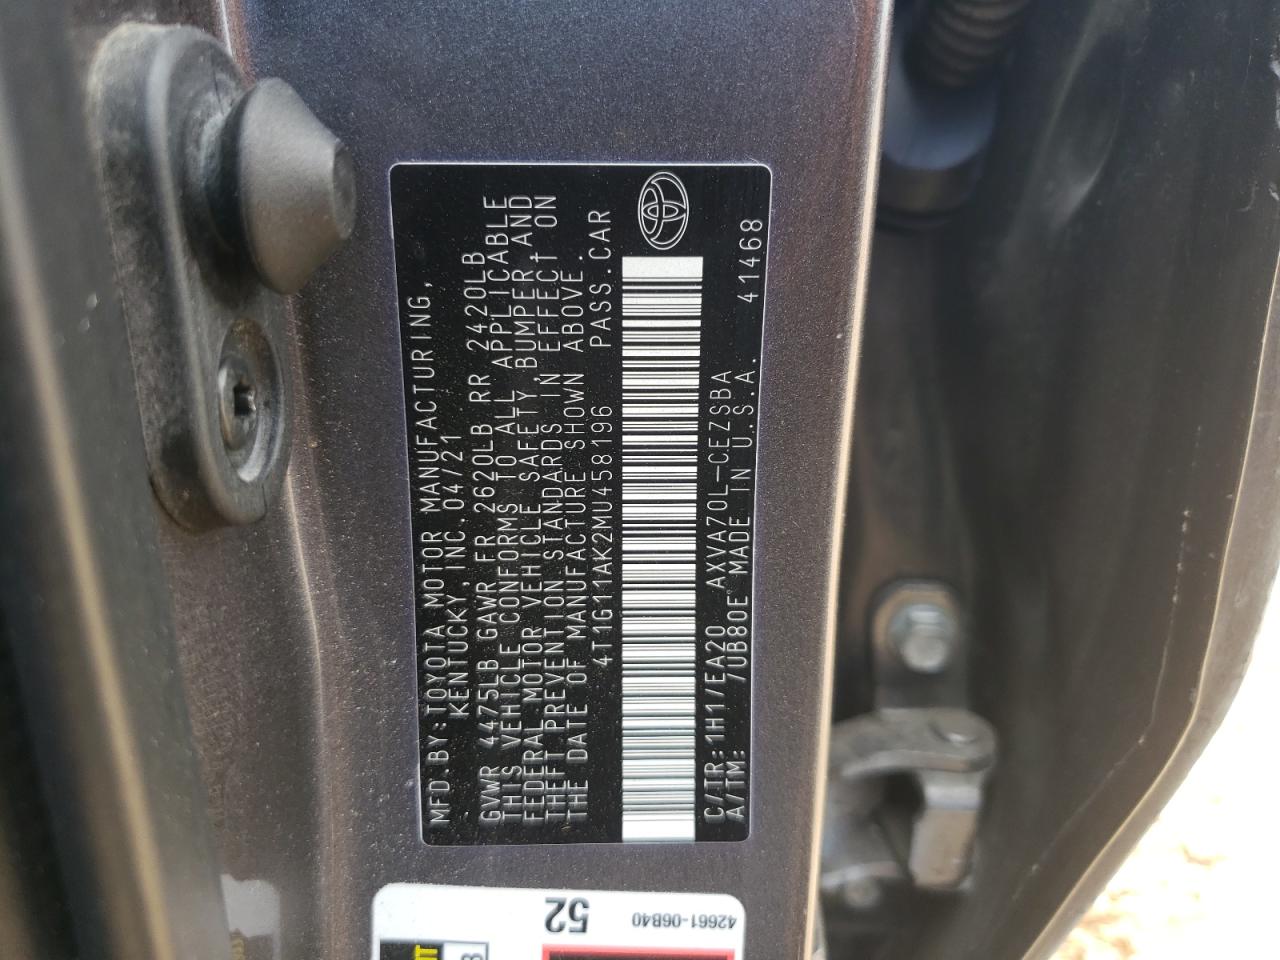 MFD.BY:TOYOTA MOTOR MANUFACTURING,
KENTUCKY, INC. 04/21
GVWR 4475LB GAWR FR 2620LB RR 2420LB
THIS VEHICLE CONFORMS TO ALL APPLICABLE
FEDERAL MOTOR VEHICLE SAFETY, BUMPER, AND
THEFT PREVENTION STANDARDS IN EFFECT ON
THE DATE OF MANUFACTURE SHOWN ABOVE.
4T1G11AK2MU458196 PASS.CAR
C/TR:1H1/EA20 AXVA70L-CEZSBA 41468
A/TM: /UB80E MADE IN U.S.A.
52
42661-06B40